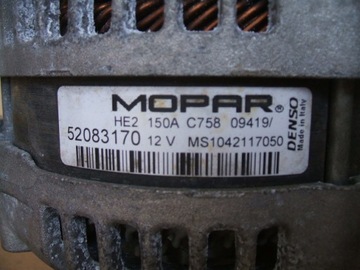 MOPAR®
HE2 150A C758 09419/
52083170 12 V MS1042117050
DENSO
Made in Italy